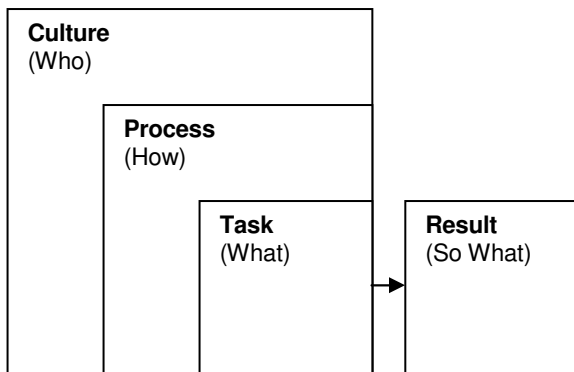 Culture
(Who)
Process
(How)
Task
(What)
Result
(So What)